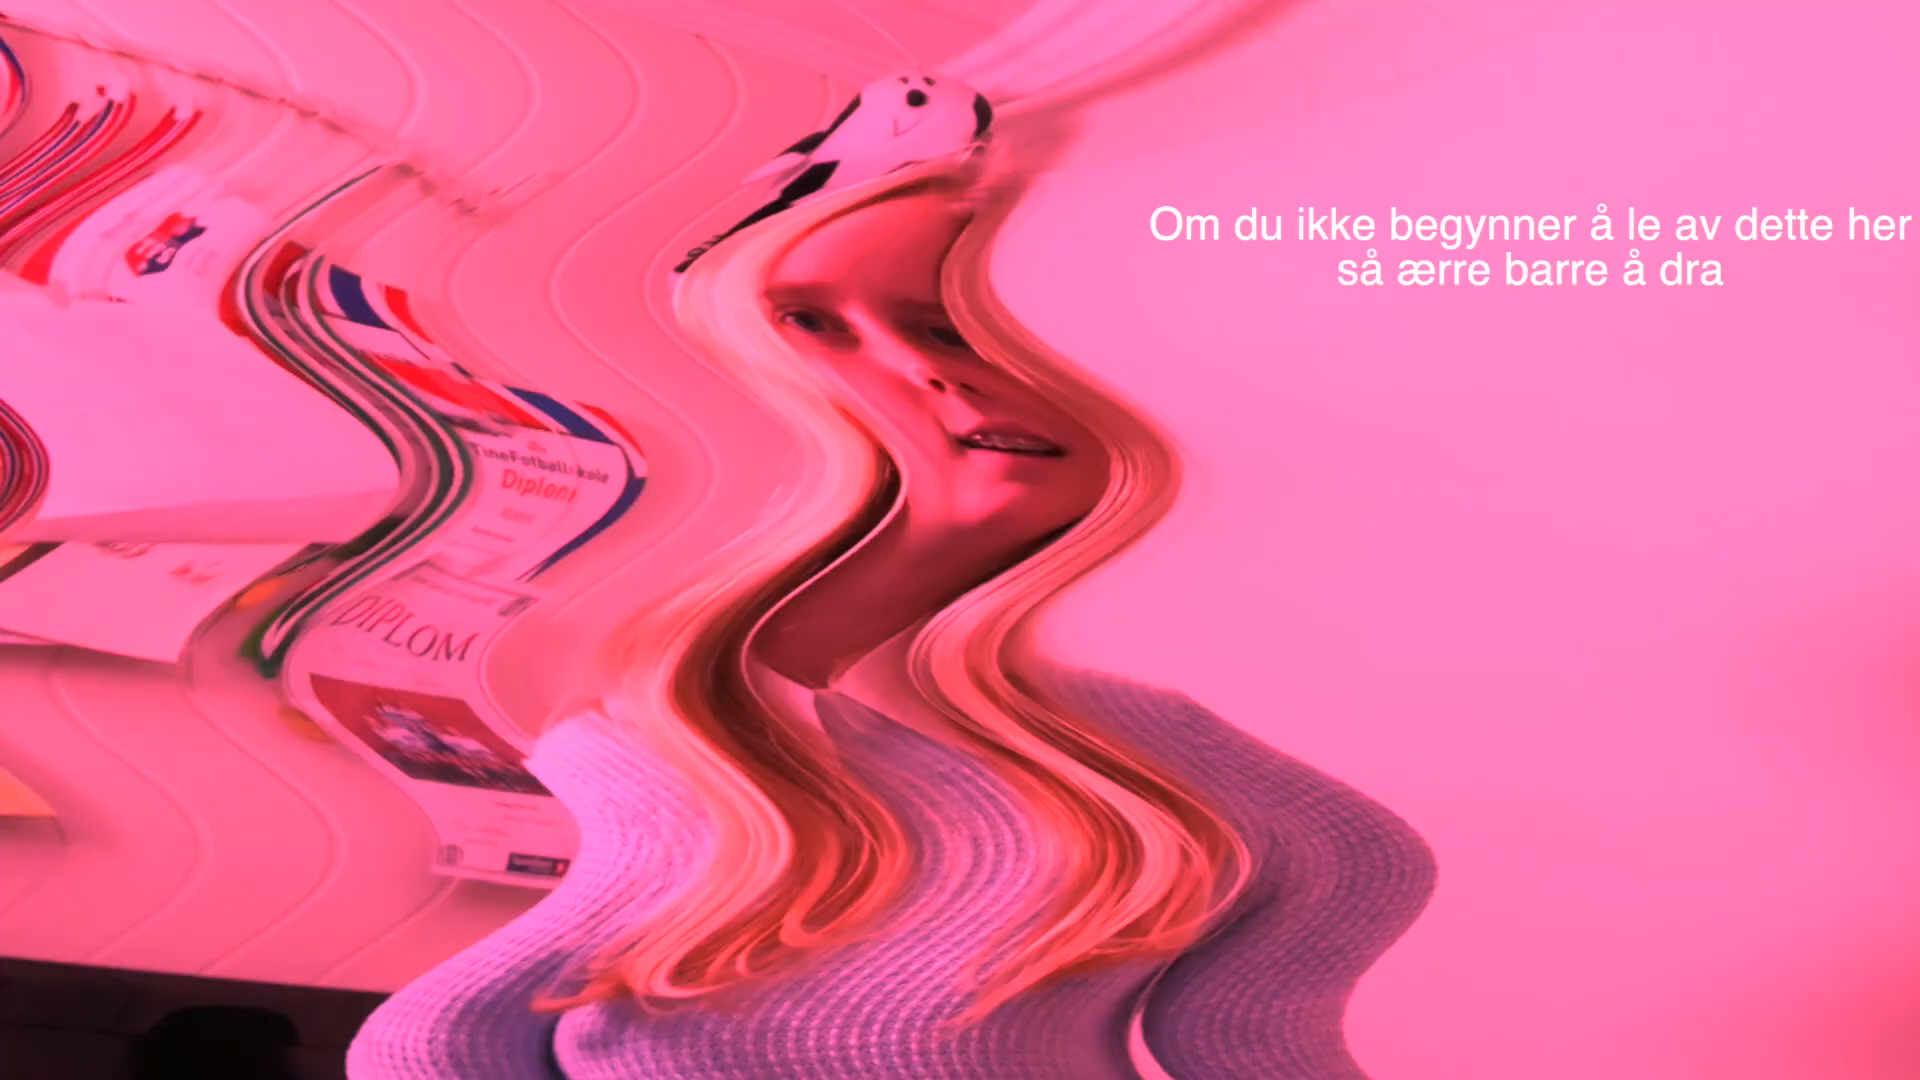 Om du ikke begynner å le av dette her
så ærre barre å dra
TineFotballskole
Diplom
DIPLOM